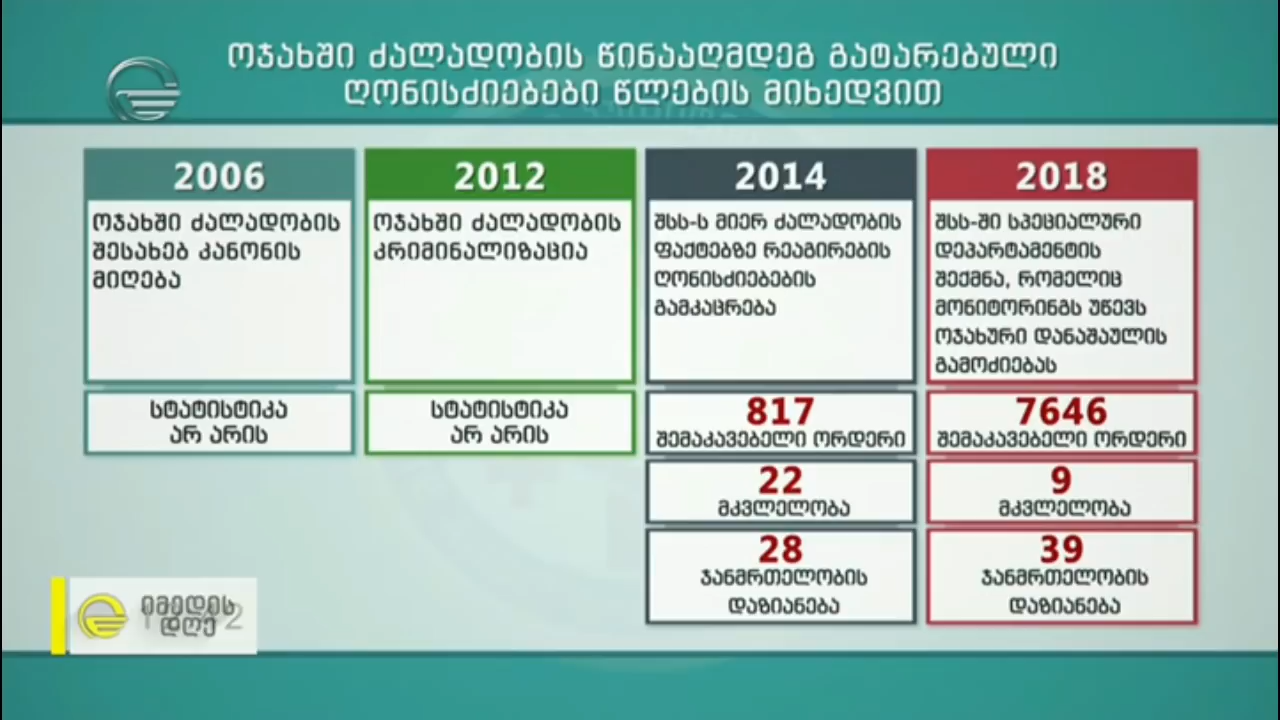 ოჯახში ძალადობის წინააღმდეგ გატარებული
ღონისძიებები წლების მიხედვით
2006
ოჯახში ძალადობის
შესახებ კანონის
მიღება
სტატისტიკა
არ არის
2012
ოჯახში ძალადობის
კრიმინალიზაცია
სტატისტიკა
არ არის
2014
შსს-ს მიერ ძალადობის
ფაქტებზე რეაგირების
ღონისძიებების
გამკაცრება
817
შემაკავებელი ორდერი
22
მკვლელობა
28
ჯანმრთელობის
დაზიანება
2018
შსს-ში სპეციალური
დეპარტამენტის
შექმნა, რომელიც
მონიტორინგს უწევს
ოჯახური დანაშაულის
გამოძიებას
7646
შემაკავებელი ორდერი
9
მკვლელობა
39
ჯანმრთელობის
დაზიანება
იმედის
დღე